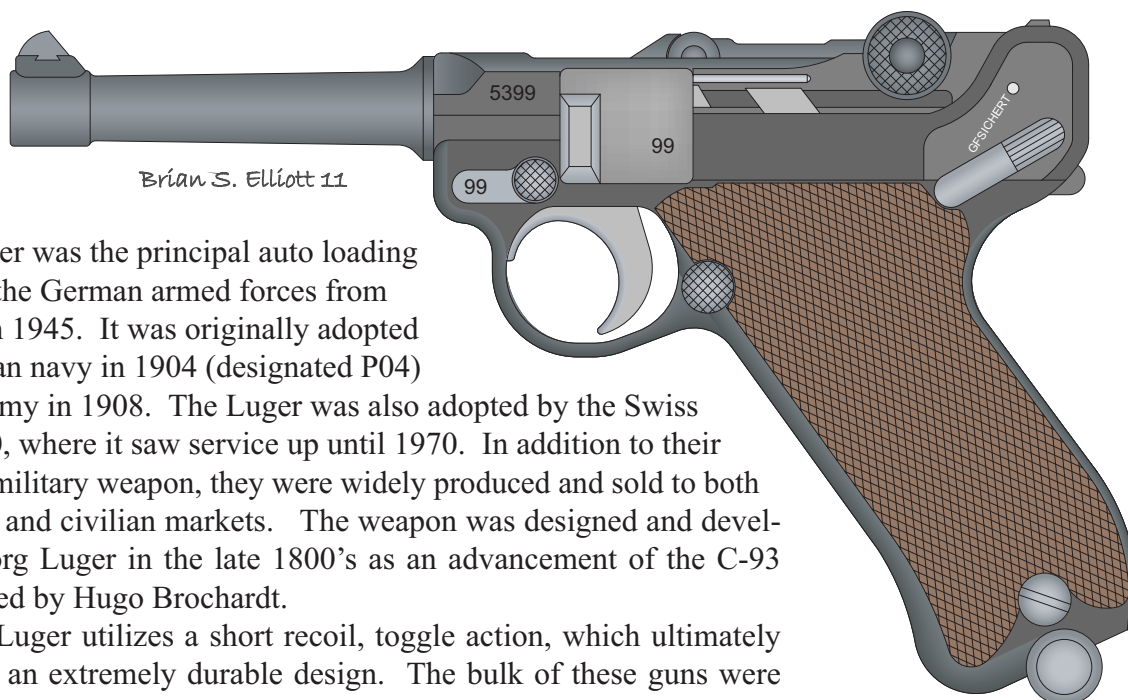 5399
99
GFSICHERT
Brian S. Elliott 11
99
er was the principal auto loading
the German armed forces from
1945. It was originally adopted
an navy in 1904 (designated P04)
my in 1908. The Luger was also adopted by the Swiss
, where it saw service up until 1970. In addition to their
military weapon, they were widely produced and sold to both
and civilian markets. The weapon was designed and devel-
rg Luger in the late 1800's as an advancement of the C-93
ed by Hugo Brochardt.
Luger utilizes a short recoil, toggle action, which ultimately
an extremely durable design. The bulk of these guns were